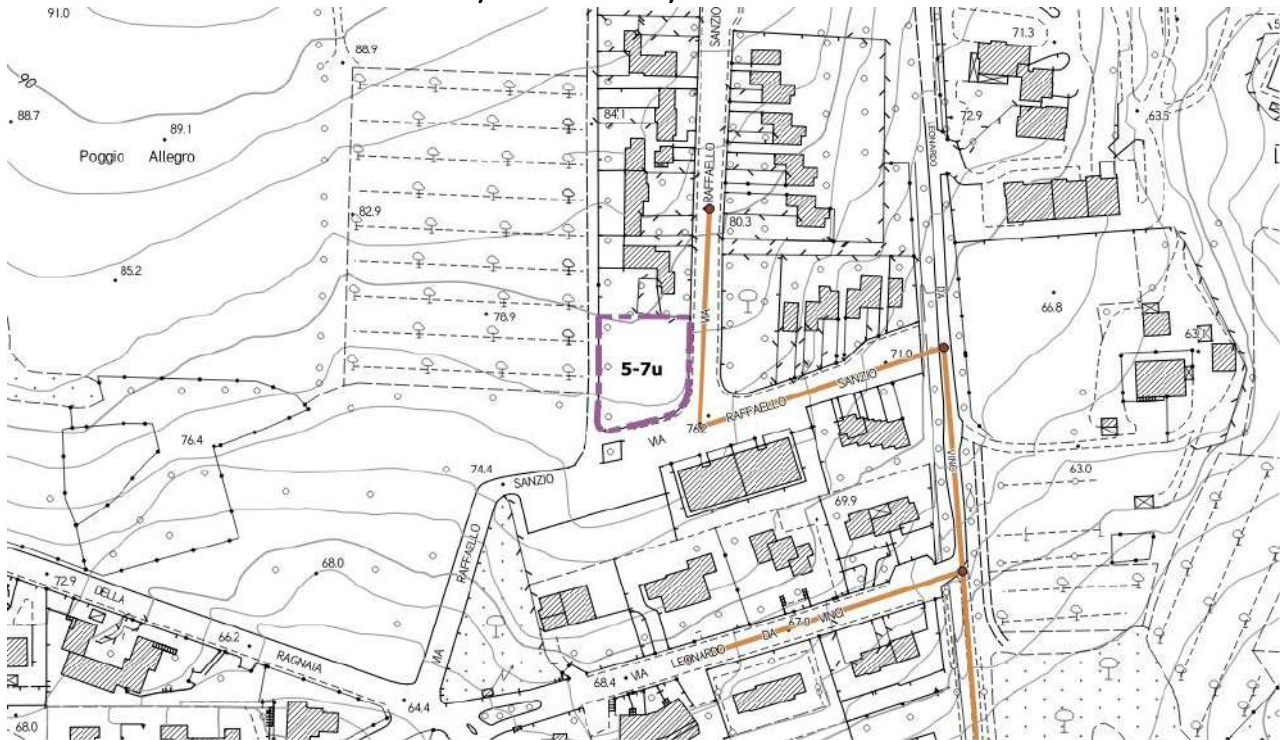 91.0
SANZIO
71.3
88.9
90
88.7
89.1
84.1
72.9
63.5
Poggio Allegro
LEONARDO
RAFFAELLO
82.9
80.3
85.2
DA
66.8
78.9
VIA
71.0
5-7u
SANZIO
RAFFAELLO
VIA
76.4
VINCI
63.0
74.4
SANZIO
69.9
RAFFAELLO
68.0
72.9
DELLA
67.0
DA VINCI
66.2
RAGNAIA
VIA
LEONARDO
VIA
68.4
64.4
68.0